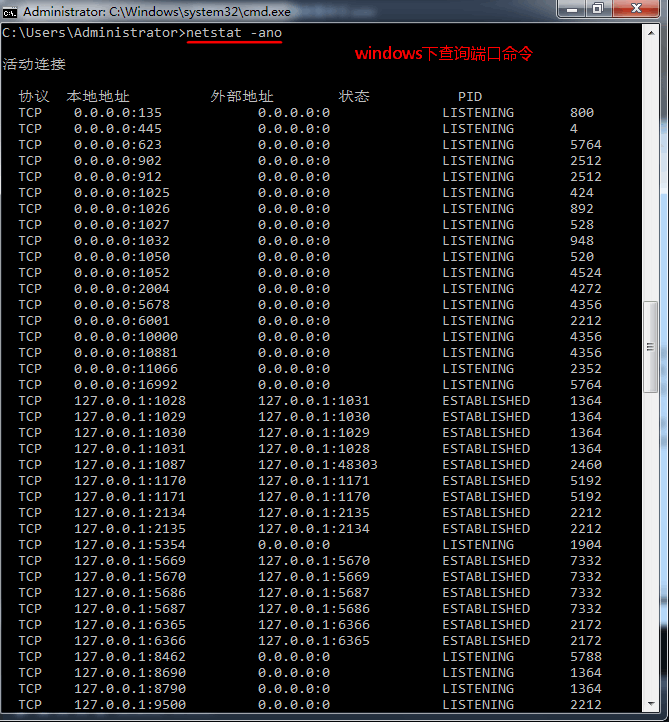 Administrator: C:\Windows\system32\cmd.exe
C:\Users\Administrator>netstat -ano
windows下查询端口命令
活动连接
协议 本地地址 外部地址 状态 PID
TCP 0.0.0.0:135 0.0.0.0:0 LISTENING 800
TCP 0.0.0.0:445 0.0.0.0:0 LISTENING 4
TCP 0.0.0.0:623 0.0.0.0:0 LISTENING 5764
TCP 0.0.0.0:902 0.0.0.0:0 LISTENING 2512
TCP 0.0.0.0:912 0.0.0.0:0 LISTENING 2512
TCP 0.0.0.0:1025 0.0.0.0:0 LISTENING 424
TCP 0.0.0.0:1026 0.0.0.0:0 LISTENING 892
TCP 0.0.0.0:1027 0.0.0.0:0 LISTENING 528
TCP 0.0.0.0:1032 0.0.0.0:0 LISTENING 948
TCP 0.0.0.0:1050 0.0.0.0:0 LISTENING 520
TCP 0.0.0.0:1052 0.0.0.0:0 LISTENING 4524
TCP 0.0.0.0:2004 0.0.0.0:0 LISTENING 4272
TCP 0.0.0.0:5678 0.0.0.0:0 LISTENING 4356
TCP 0.0.0.0:6001 0.0.0.0:0 LISTENING 2212
TCP 0.0.0.0:10000 0.0.0.0:0 LISTENING 4356
TCP 0.0.0.0:10881 0.0.0.0:0 LISTENING 4356
TCP 0.0.0.0:11066 0.0.0.0:0 LISTENING 2352
TCP 0.0.0.0:16992 0.0.0.0:0 LISTENING 5764
TCP 127.0.0.1:1028 127.0.0.1:1031 ESTABLISHED 1364
TCP 127.0.0.1:1029 127.0.0.1:1030 ESTABLISHED 1364
TCP 127.0.0.1:1030 127.0.0.1:1029 ESTABLISHED 1364
TCP 127.0.0.1:1031 127.0.0.1:1028 ESTABLISHED 1364
TCP 127.0.0.1:1087 127.0.0.1:48303 ESTABLISHED 2460
TCP 127.0.0.1:1170 127.0.0.1:1171 ESTABLISHED 5192
TCP 127.0.0.1:1171 127.0.0.1:1170 ESTABLISHED 5192
TCP 127.0.0.1:2134 127.0.0.1:2135 ESTABLISHED 2212
TCP 127.0.0.1:2135 127.0.0.1:2134 ESTABLISHED 2212
TCP 127.0.0.1:5354 0.0.0.0:0 LISTENING 1904
TCP 127.0.0.1:5669 127.0.0.1:5670 ESTABLISHED 7332
TCP 127.0.0.1:5670 127.0.0.1:5669 ESTABLISHED 7332
TCP 127.0.0.1:5686 127.0.0.1:5687 ESTABLISHED 7332
TCP 127.0.0.1:5687 127.0.0.1:5686 ESTABLISHED 7332
TCP 127.0.0.1:6365 127.0.0.1:6366 ESTABLISHED 2172
TCP 127.0.0.1:6366 127.0.0.1:6365 ESTABLISHED 2172
TCP 127.0.0.1:8462 0.0.0.0:0 LISTENING 5788
TCP 127.0.0.1:8690 0.0.0.0:0 LISTENING 1364
TCP 127.0.0.1:8790 0.0.0.0:0 LISTENING 1364
TCP 127.0.0.1:9500 0.0.0.0:0 LISTENING 2212